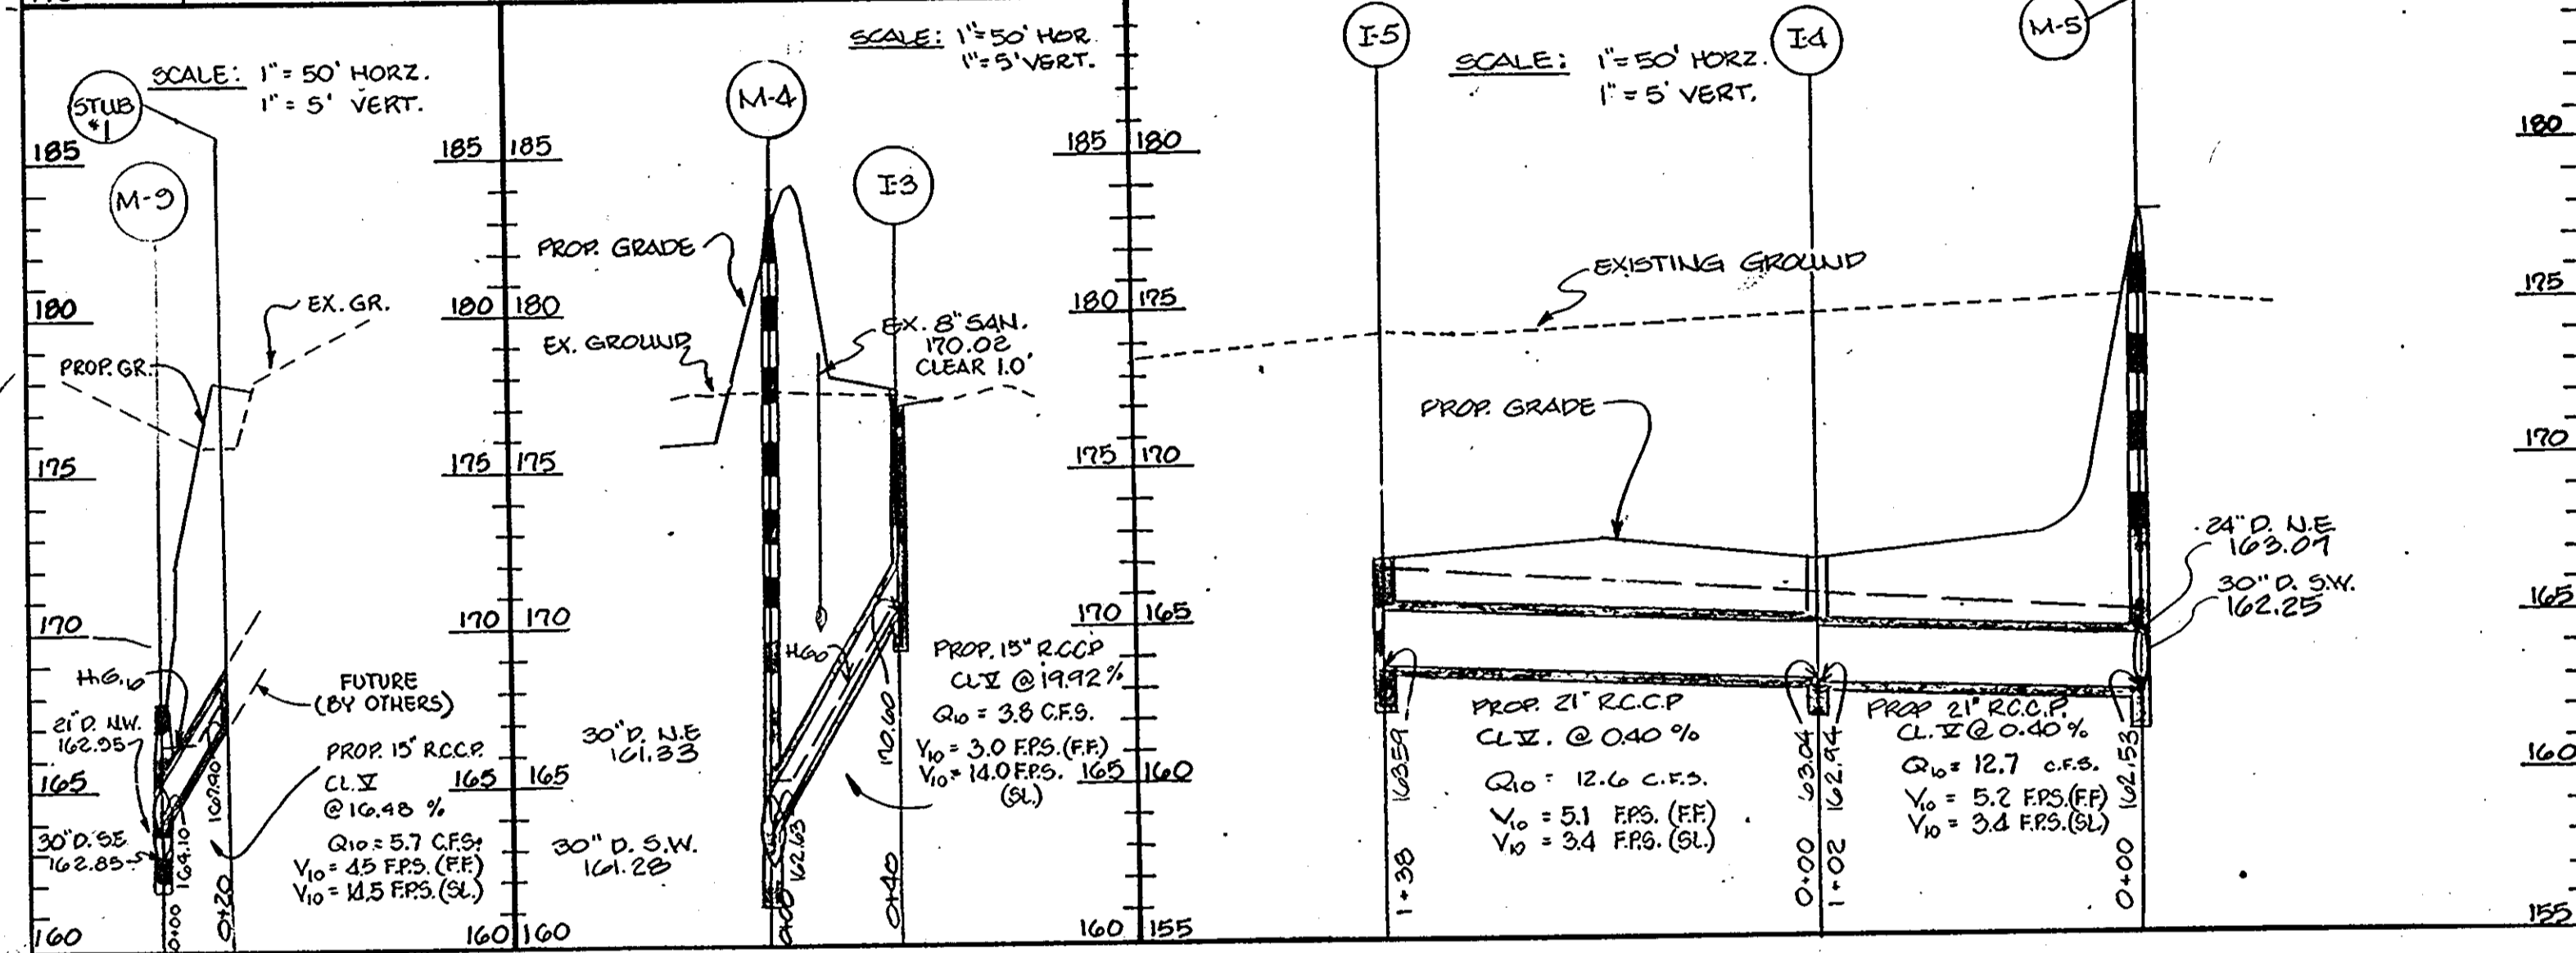 SCALE: 1" = 50' HORZ.
1" = 5' VERT.
STUB
#1
M-9
185
180
175
170
165
160
EX. GR.
PROP. GR.
H.G.10
FUTURE
(BY OTHERS)
21" D. N.W.
162.95
30" D. S.E.
162.85
164.10
167.90
0+00
0+20
PROP. 15" R.C.C.P.
CL. V
@ 16.48 %
Q10 = 5.7 C.F.S.
V10 = 4.5 F.P.S. (F.F.)
V10 = 14.5 F.P.S. (SL.)
185 185
180 180
175 175
170 170
165 165
160 160
SCALE: 1" = 50' HOR.
1" = 5' VERT.
M-4
I-3
PROP. GRADE
EX. GROUND
EX. 8" SAN.
170.02
CLEAR 1.0'
H.G.10
PROP. 15" R.C.C.P
CL V @ 19.92 %
Q10 = 3.8 C.F.S.
V10 = 3.0 F.P.S. (F.F.)
V10 = 14.0 F.P.S.
(SL.)
30" D. N.E
161.33
30" D. S.W.
161.28
162.63
170.60
0+00
0+40
185 180
180 175
175 170
170 165
165 160
160 155
I-5
SCALE: 1" = 50' HORZ.
1" = 5' VERT.
I-4
M-5
EXISTING GROUND
PROP. GRADE
24" D. N.E
163.07
30" D. S.W.
162.25
PROP. 21" R.C.C.P
CL. V. @ 0.40 %
Q10 = 12.6 C.F.S.
V10 = 5.1 F.P.S. (F.F.)
V10 = 3.4 F.P.S. (SL.)
PROP 21" R.C.C.P.
CL. V @ 0.40 %
Q10 = 12.7 C.F.S.
V10 = 5.2 F.P.S. (F.F)
V10 = 3.4 F.P.S. (SL)
163.59
163.04
162.94
162.53
1+38
0+00
1+02
0+00
180
175
170
165
160
155